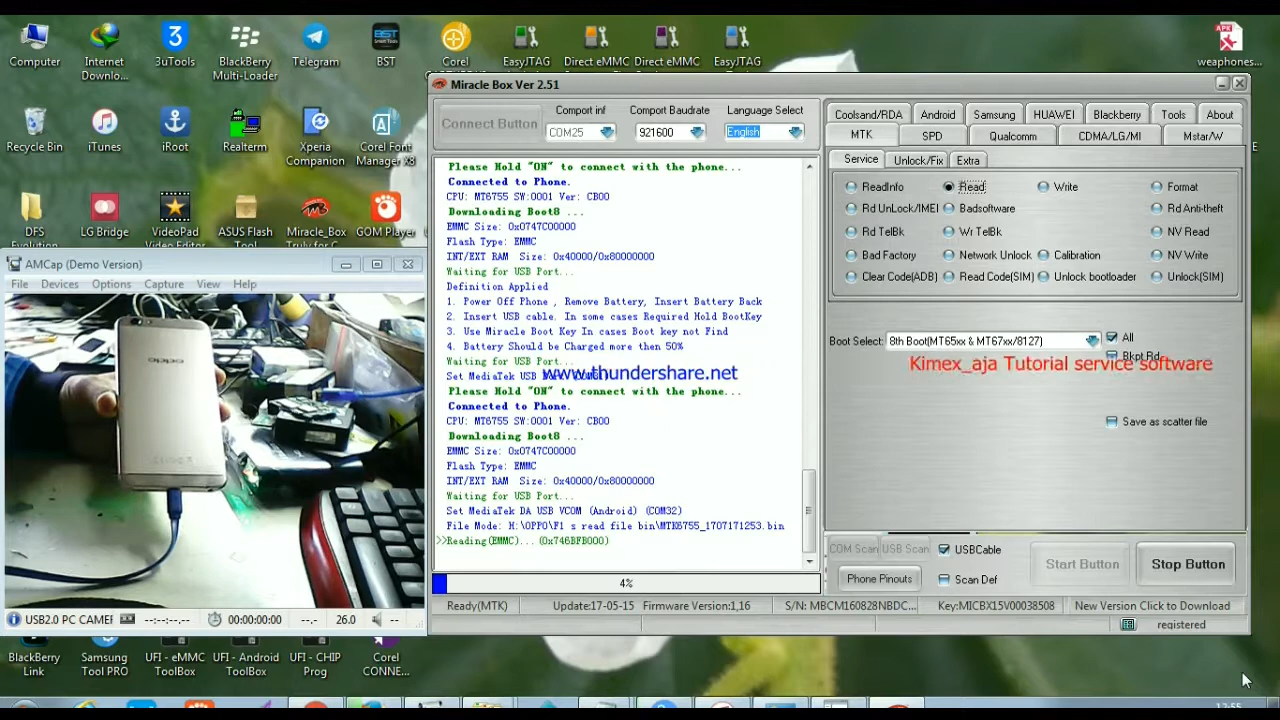 Computer
Internet
Downlo...
3uTools
BlackBerry
Multi-Loader
Telegram
BST
Corel
EasyJTAG
Direct eMMC
Direct eMMC
EasyJTAG
weaphones...
Recycle Bin
iTunes
iRoot
Realterm
Xperia
Companion
Corel Font
Manager X8
DFS
Evolution
LG Bridge
VideoPad
Video Editor
ASUS Flash
Tool
Miracle_Box
GOM Player
AMCap (Demo Version)
File Devices Options Capture View Help
oppo
USB2.0 PC CAMER
--:--:--.--
00:00:00:00
--.-
26.0
--
BlackBerry
Link
Samsung
Tool PRO
UFI - eMMC
ToolBox
UFI - Android
ToolBox
UFI - CHIP
Prog
Corel
CONNE...
Miracle Box Ver 2.51
Connect Button
Comport inf
COM25
Comport Baudrate
921600
Language Select
English
Please Hold "ON" to connect with the phone...
Connected to Phone.
CPU: MT6755 SW:0001 Ver: CB00
Downloading Boot8 ...
EMMC Size: 0x0747C00000
Flash Type: EMMC
INT/EXT RAM Size: 0x40000/0x80000000
Waiting for USB Port...
Definition Applied
1. Power Off Phone , Remove Battery, Insert Battery Back
2. Insert USB cable. In some cases Required Hold BootKey
3. Use Miracle Boot Key In cases Boot key not Find
4. Battery Should be Charged more then 50%
Waiting for USB Port...
Set MediaTek USB
www.thundershare.net
Please Hold "ON" to connect with the phone...
Connected to Phone.
CPU: MT6755 SW:0001 Ver: CB00
Downloading Boot8 ...
EMMC Size: 0x0747C00000
Flash Type: EMMC
INT/EXT RAM Size: 0x40000/0x80000000
Waiting for USB Port...
Set MediaTek DA USB VCOM (Android) (COM32)
File Mode: H:\OPPO\F1 s read file bin\MTK6755_1707171253.bin
>>Reading(EMMC)...(0x746BFB000)
4%
Coolsand/RDA Android Samsung HUAWEI Blackberry Tools About
MTK SPD Qualcomm CDMA/LG/MI Mstar/W
Service Unlock/Fix Extra
ReadInfo Read Write Format
Rd UnLock/IMEI Badsoftware Rd Anti-theft
Rd TelBk Wr TelBk NV Read
Bad Factory Network Unlock Calibration NV Write
Clear Code(ADB) Read Code(SIM) Unlock bootloader Unlock(SIM)
Boot Select: 8th Boot(MT65xx & MT67xx/8127) All
Bkpt Rd
Kimex_aja Tutorial service software
Save as scatter file
COM Scan USB Scan USBCable
Phone Pinouts Scan Def
Start Button
Stop Button
Ready(MTK) Update:17-05-15 Firmware Version:1,16 S/N: MBCM160828NBDC... Key:MICBX15V00038508 New Version Click to Download
registered